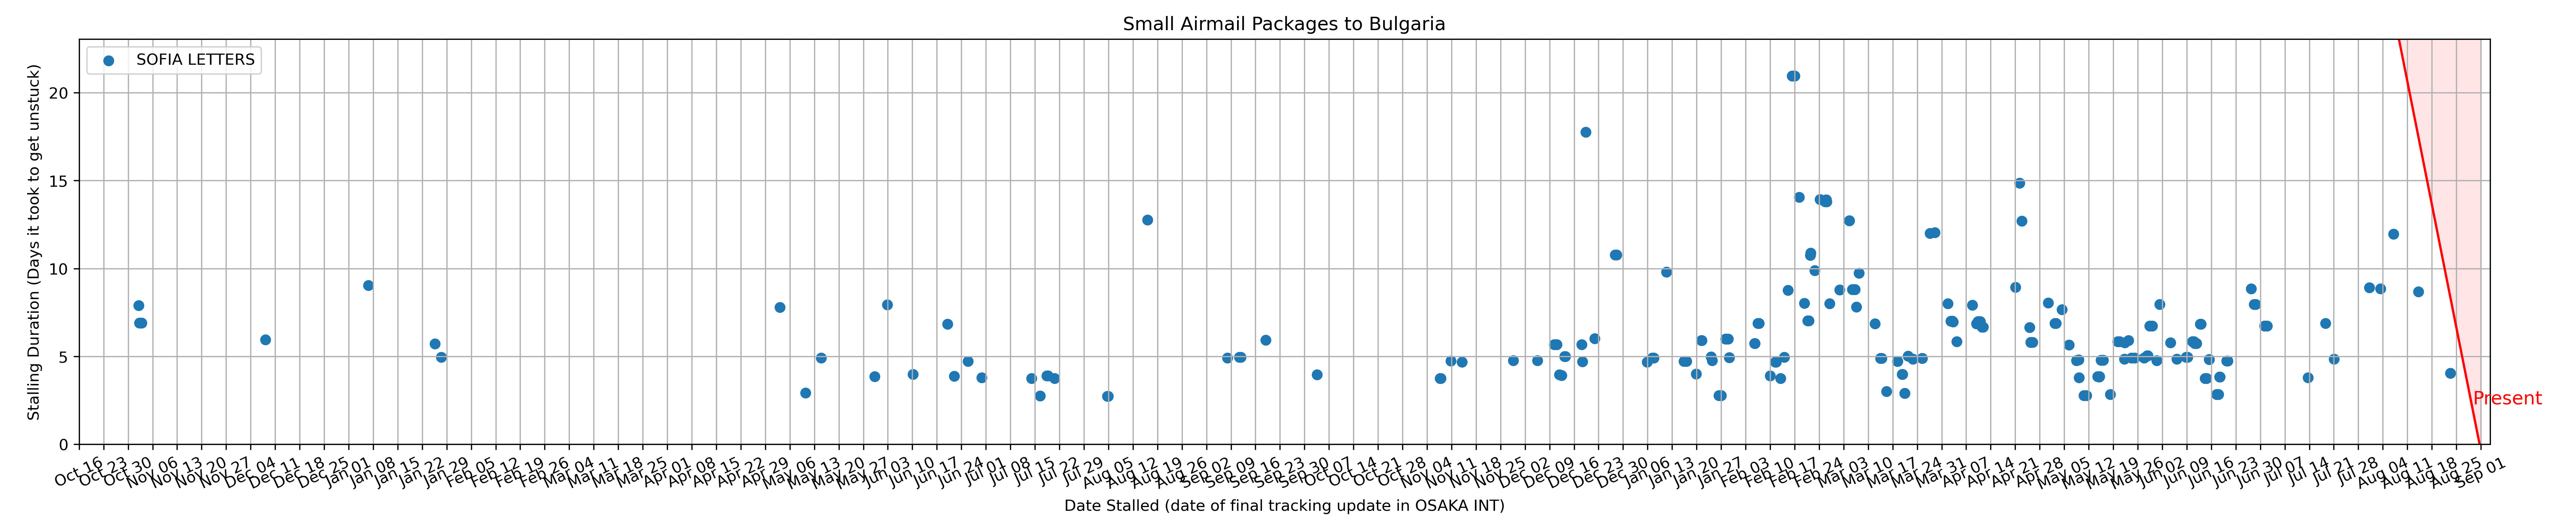 Small Airmail Packages to Bulgaria
SOFIA LETTERS
Stalling Duration (Days it took to get unstuck)
20
15
10
5
0
Present
Oct 16 Oct 23 Oct 30 Nov 06 Nov 13 Nov 20 Nov 27 Dec 04 Dec 11 Dec 18 Dec 25 Jan 01 Jan 08 Jan 15 Jan 22 Jan 29 Feb 05 Feb 12 Feb 19 Feb 26 Mar 04 Mar 11 Mar 18 Mar 25 Apr 01 Apr 08 Apr 15 Apr 22 Apr 29 May 06 May 13 May 20 May 27 Jun 03 Jun 10 Jun 17 Jun 24 Jul 01 Jul 08 Jul 15 Jul 22 Jul 29 Aug 05 Aug 12 Aug 19 Aug 26 Sep 02 Sep 09 Sep 16 Sep 23 Sep 30 Oct 07 Oct 14 Oct 21 Oct 28 Nov 04 Nov 11 Nov 18 Nov 25 Dec 02 Dec 09 Dec 16 Dec 23 Dec 30 Jan 06 Jan 13 Jan 20 Jan 27 Feb 03 Feb 10 Feb 17 Feb 24 Mar 03 Mar 10 Mar 17 Mar 24 Mar 31 Apr 07 Apr 14 Apr 21 Apr 28 May 05 May 12 May 19 May 26 Jun 02 Jun 09 Jun 16 Jun 23 Jun 30 Jul 07 Jul 14 Jul 21 Jul 28 Aug 04 Aug 11 Aug 18 Aug 25 Sep 01
Date Stalled (date of final tracking update in OSAKA INT)